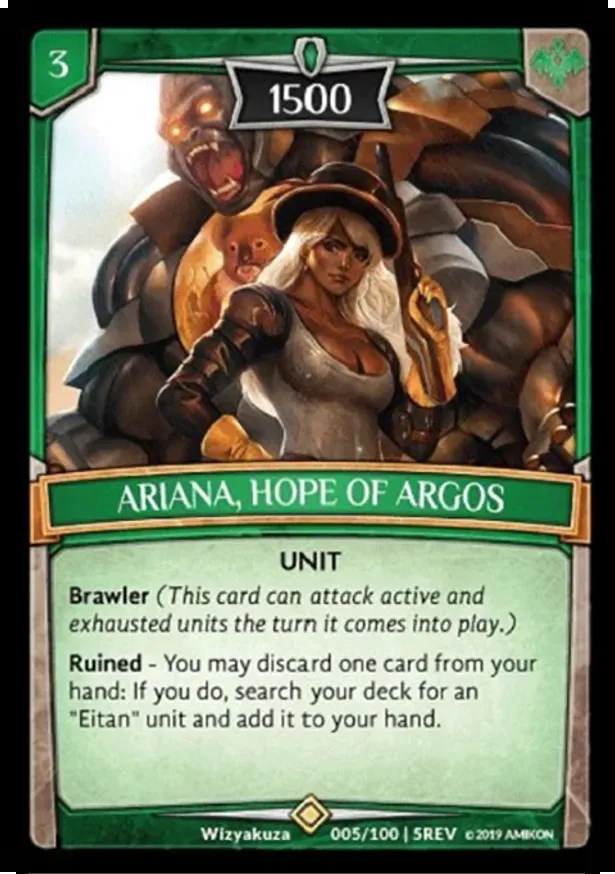 3
1500
ARIANA, HOPE OF ARGOS
UNIT
Brawler (This card can attack active and
exhausted units the turn it comes into play.)
Ruined - You may discard one card from your
hand: If you do, search your deck for an
"Eitan" unit and add it to your hand.
Wizyakuza 005/100 | SREV ©2019 AMIKON